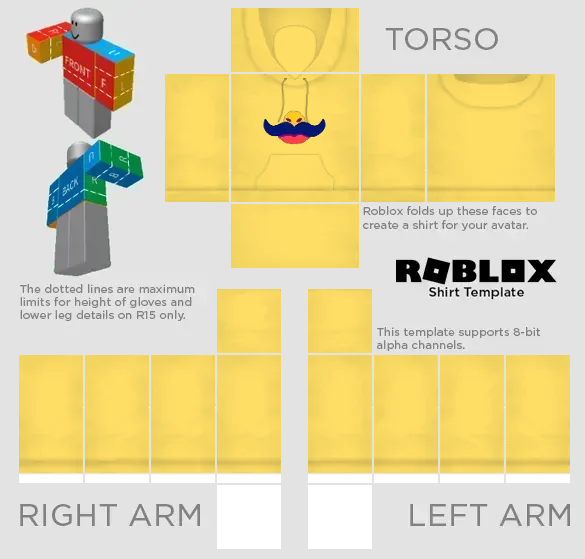 TORSO
FRONT F L
BACK
Roblox folds up these faces to
create a shirt for your avatar.
ROBLOX
Shirt Template
The dotted lines are maximum
limits for height of gloves and
lower leg details on R15 only.
This template supports 8-bit
alpha channels.
RIGHT ARM
LEFT ARM